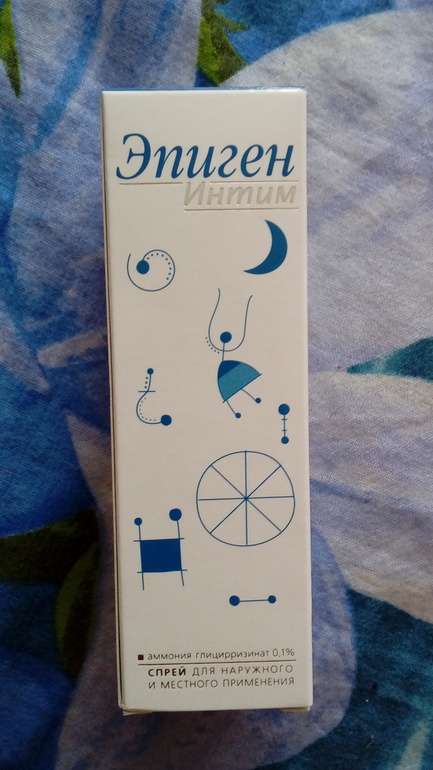 Эпиген
Интим
аммония глицирризинат 0,1%
СПРЕЙ ДЛЯ НАРУЖНОГО
И МЕСТНОГО ПРИМЕНЕНИЯ